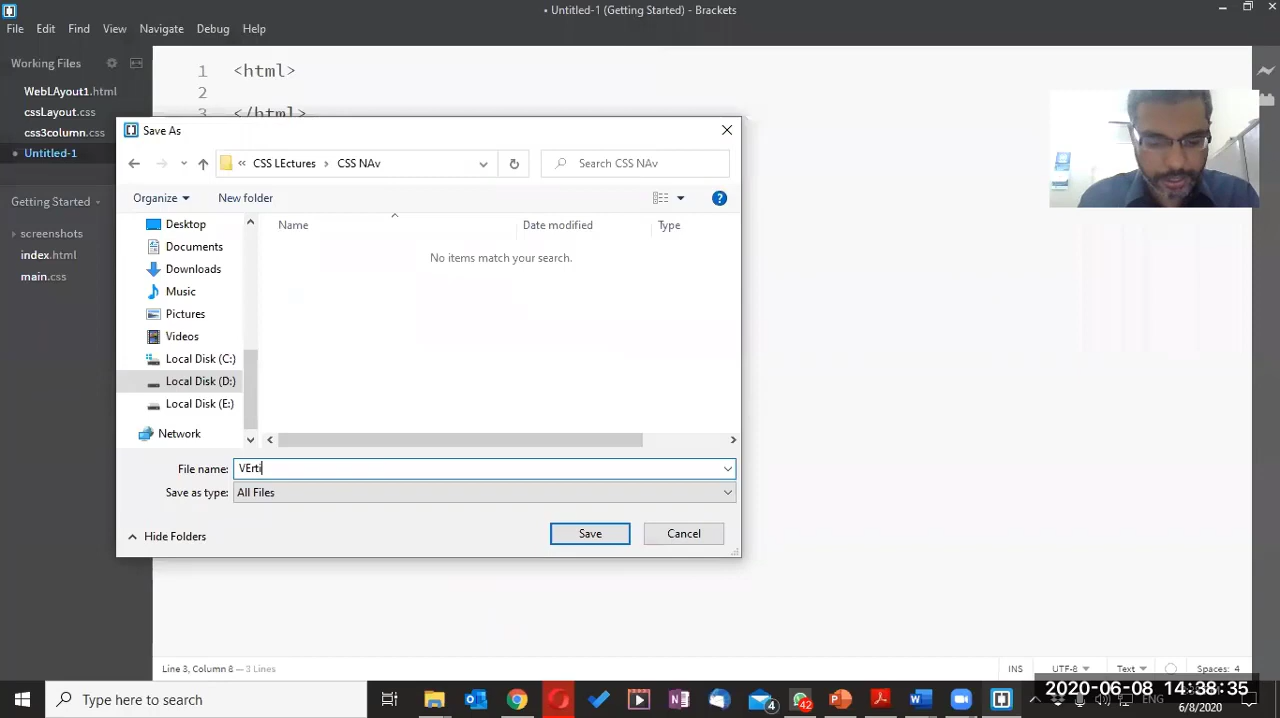 • Untitled-1 (Getting Started) - Brackets
File Edit Find View Navigate Debug Help
Working Files
WebLAyout1.html
cssLayout.css
css3column.css
Untitled-1
Getting Started
screenshots
index.html
main.css
1 <html>
2
3 </html>
Save As
« CSS LEctures › CSS NAv
Search CSS NAv
Organize
New folder
Desktop
Documents
Downloads
Music
Pictures
Videos
Local Disk (C:)
Local Disk (D:)
Local Disk (E:)
Network
Name Date modified Type
No items match your search.
File name: VErti
Save as type: All Files
Hide Folders
Save Cancel
Line 3, Column 8 — 3 Lines
INS UTF-8 Text Spaces: 4
Type here to search
4
42
ENG
2020-06-08 14:38:35
6/8/2020